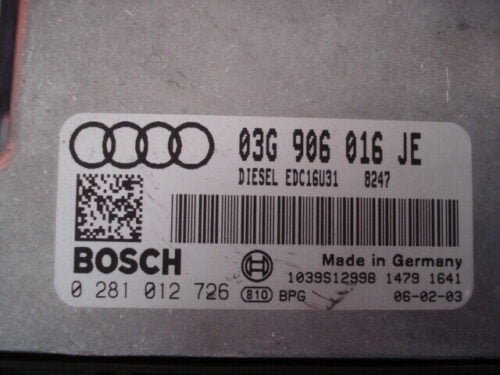 03G 906 016 JE
DIESEL EDC16U31 8247
BOSCH
Made in Germany
1039S12998 1479 1641
0 281 012 726 810 BPG 06-02-03